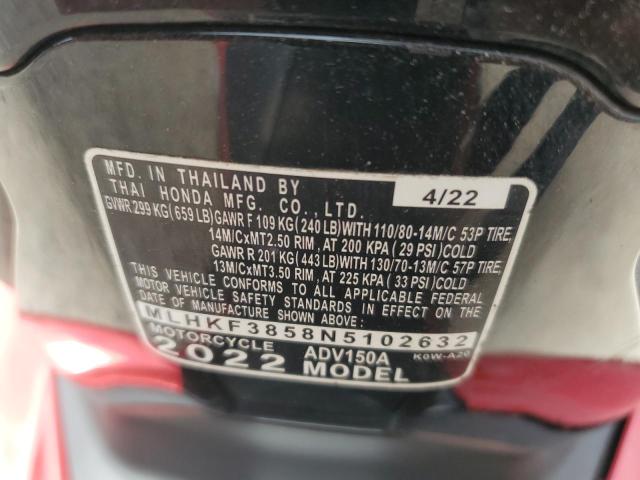 MFD. IN THAILAND BY
THAI HONDA MFG. CO., LTD.
4/22
GVWR 299 KG(659 LB)GAWR F 109 KG(240 LB)WITH 110/80-14M/C 53P TIRE,
14M/CxMT2.50 RIM, AT 200 KPA (29 PSI)COLD
GAWR R 201 KG(443 LB)WITH 130/70-13M/C 57P TIRE,
13M/CxMT3.50 RIM, AT 225 KPA (33 PSI)COLD
THIS VEHICLE CONFORMS TO ALL APPLICABLE FEDERAL
MOTOR VEHICLE SAFETY STANDARDS IN EFFECT ON THE
DATE OF MANUFACTURE SHOWN ABOVE:
MLHKF3858N5102632
MOTORCYCLE ADV150A K0W-A20
2022 MODEL